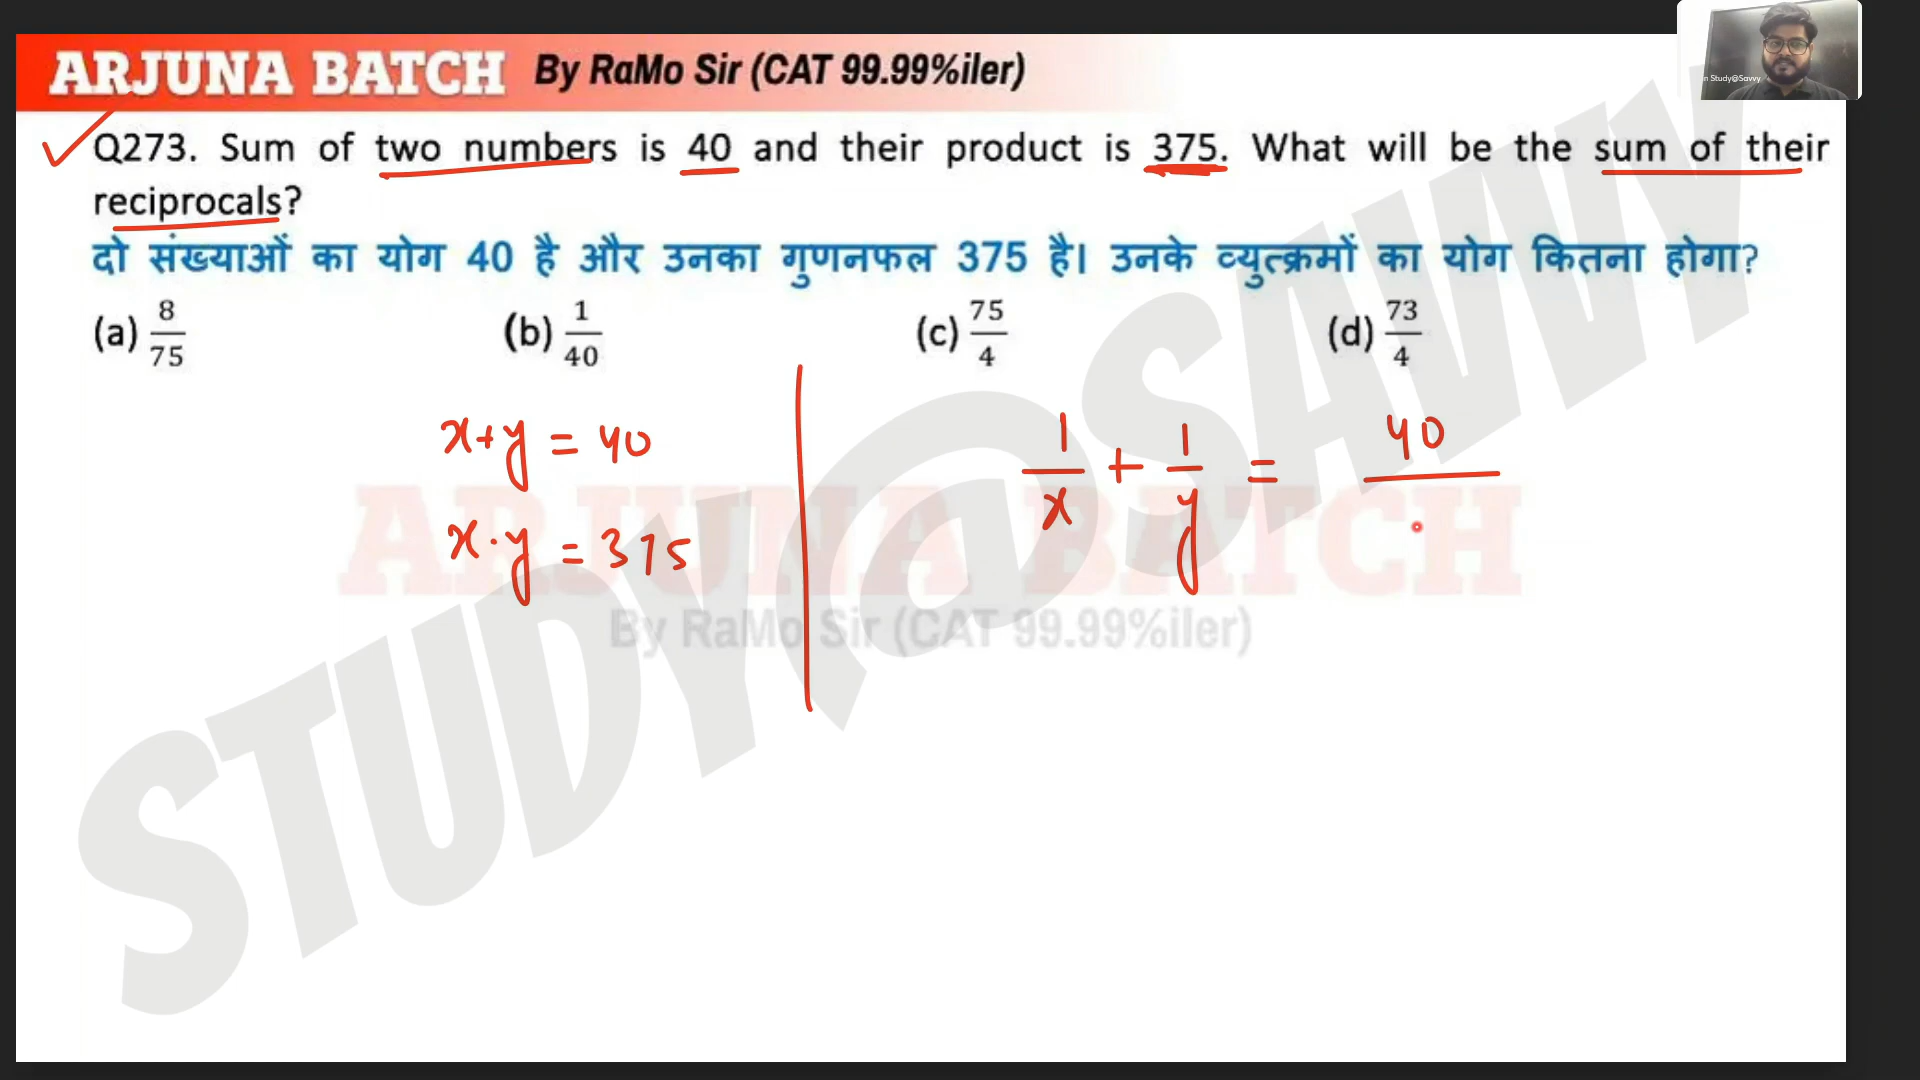 ARJUNA BATCH By RaMo Sir (CAT 99.99%iler)
n Study@Savvy
Q273. Sum of two numbers is 40 and their product is 375. What will be the sum of their
reciprocals?
दो संख्याओं का योग 40 है और उनका गुणनफल 375 है। उनके व्युत्क्रमों का योग कितना होगा?
(a) 8/75 (b) 1/40 (c) 75/4 (d) 73/4
x+y = 40
x·y = 375
1/x + 1/y = 40/
ARJUNA BATCH
By RaMo Sir (CAT 99.99%iler)
STUDY@SAVVY